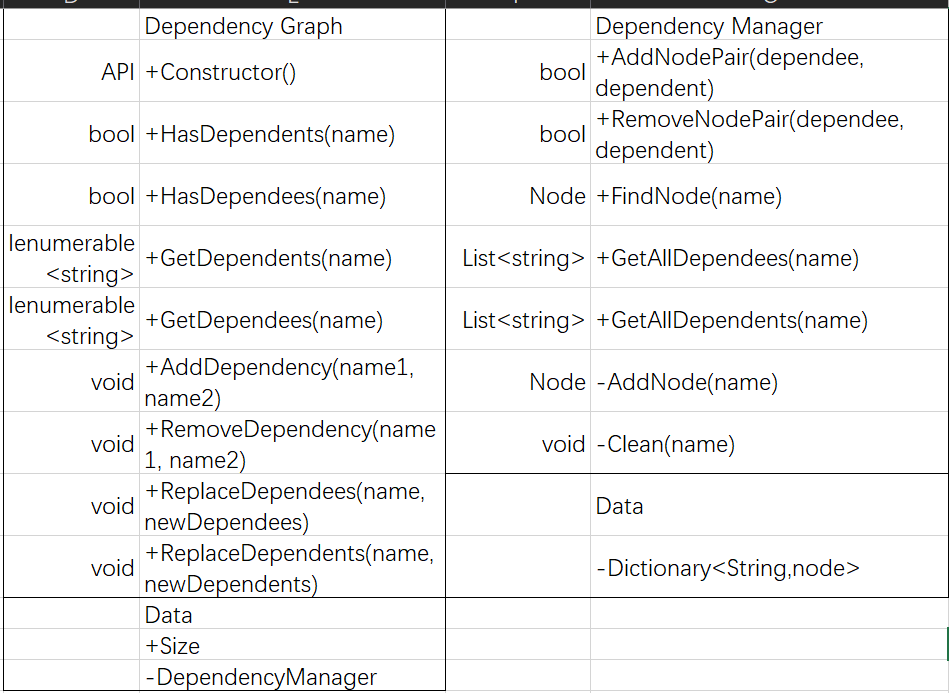 Dependency Graph
API +Constructor()
bool +HasDependents(name)
bool +HasDependees(name)
Ienumerable
<string> +GetDependents(name)
Ienumerable
<string> +GetDependees(name)
void +AddDependency(name1,
name2)
void +RemoveDependency(name
1, name2)
void +ReplaceDependees(name,
newDependees)
void +ReplaceDependents(name,
newDependents)
Data
+Size
-DependencyManager
Dependency Manager
bool +AddNodePair(dependee,
dependent)
bool +RemoveNodePair(dependee,
dependent)
Node +FindNode(name)
List<string> +GetAllDependees(name)
List<string> +GetAllDependents(name)
Node -AddNode(name)
void -Clean(name)
Data
-Dictionary<String,node>